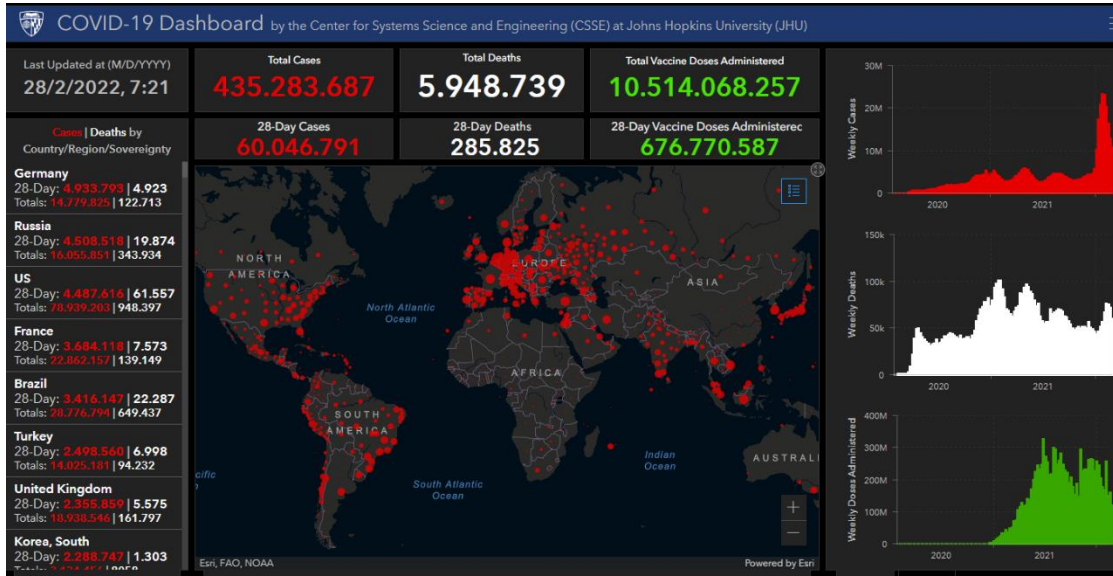 COVID-19 Dashboard by the Center for Systems Science and Engineering (CSSE) at Johns Hopkins University (JHU)
Last Updated at (M/D/YYYY)
28/2/2022, 7:21
Cases | Deaths by
Country/Region/Sovereignty
Germany
28-Day: 4.933.793 | 4.923
Totals: 14.779.825 | 122.713
Russia
28-Day: 4.508.518 | 19.874
Totals: 16.055.851 | 343.934
US
28-Day: 4.487.616 | 61.557
Totals: 78.939.203 | 948.397
France
28-Day: 3.684.118 | 7.573
Totals: 22.862.157 | 139.149
Brazil
28-Day: 3.416.147 | 22.287
Totals: 28.776.794 | 649.437
Turkey
28-Day: 2.498.560 | 6.998
Totals: 14.025.181 | 94.232
United Kingdom
28-Day: 2.355.859 | 5.575
Totals: 18.938.546 | 161.797
Korea, South
28-Day: 2.288.747 | 1.303
Total Cases
435.283.687
Total Deaths
5.948.739
Total Vaccine Doses Administered
10.514.068.257
28-Day Cases
60.046.791
28-Day Deaths
285.825
28-Day Vaccine Doses Administerec
676.770.587
NORTH
AMERICA
North Atlantic
Ocean
EUROPE
ASIA
AFRICA
SOUTH
AMERICA
Indian
Ocean
AUSTRALI
cific
South Atlantic
Ocean
+
−
Esri, FAO, NOAA
Powered by Esri
Weekly Cases
30M
20M
10M
0
2020
2021
Weekly Deaths
150k
100k
50k
0
2020
2021
Weekly Doses Administered
400M
300M
200M
100M
0
2020
2021